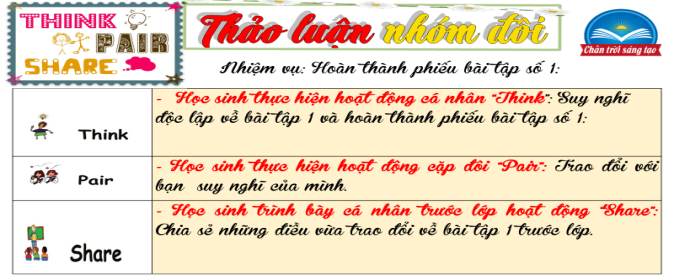 THINK
PAIR
SHARE
Thảo luận nhóm đôi
Chân trời sáng tạo
Nhiệm vụ: Hoàn thành phiếu bài tập số 1:
Think
- Học sinh thực hiện hoạt động cá nhân "Think": Suy nghĩ
độc lập về bài tập 1 và hoàn thành phiếu bài tập số 1:
Pair
- Học sinh thực hiện hoạt động cặp đôi "Pair": Trao đổi với
bạn suy nghĩ của mình.
Share
- Học sinh trình bày cá nhân trước lớp hoạt động "Share":
Chia sẻ những điều vừa trao đổi về bài tập 1 trước lớp.